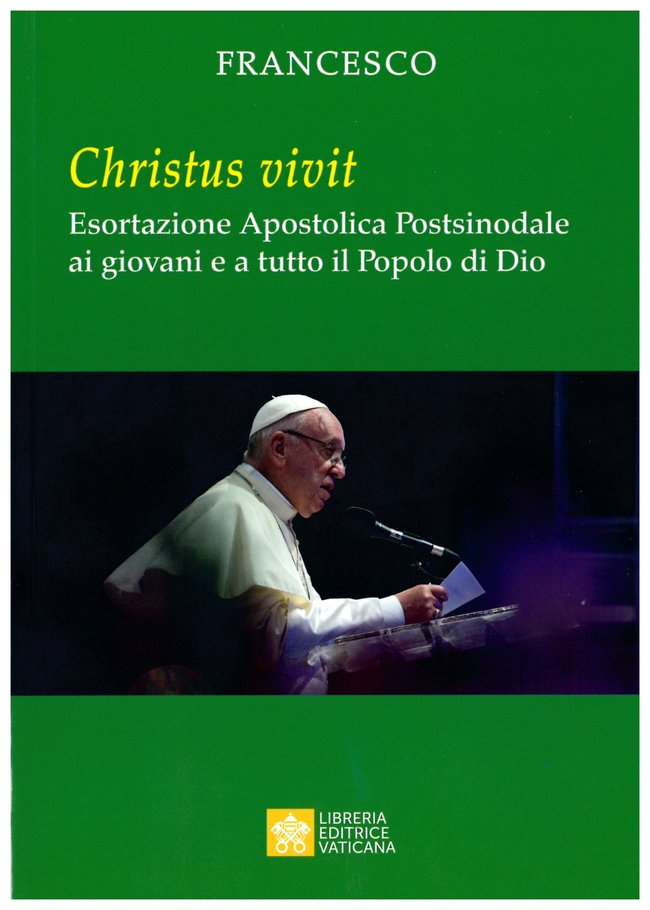 FRANCESCO
Christus vivit
Esortazione Apostolica Postsinodale
ai giovani e a tutto il Popolo di Dio
LIBRERIA
EDITRICE
VATICANA